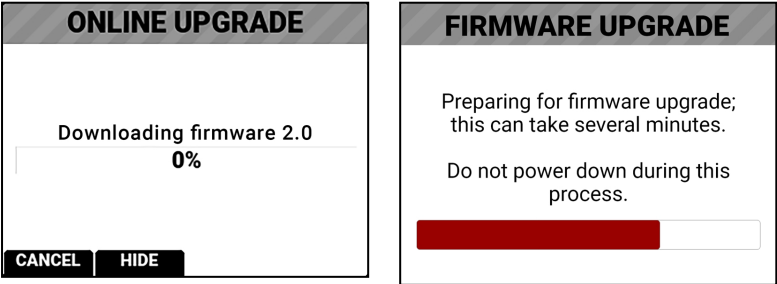 ONLINE UPGRADE
Downloading firmware 2.0
0%
CANCEL HIDE
FIRMWARE UPGRADE
Preparing for firmware upgrade;
this can take several minutes.
Do not power down during this
process.